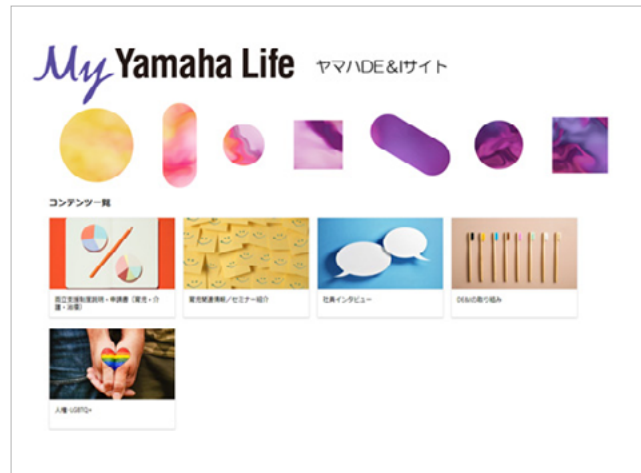 My Yamaha Life ヤマハDE&Iサイト
コンテンツ一覧
両立支援制度説明・申請書（育児・介
護・治療）
育児関連情報／セミナー紹介
社員インタビュー
DE&Iの取り組み
人権・LGBTQ+